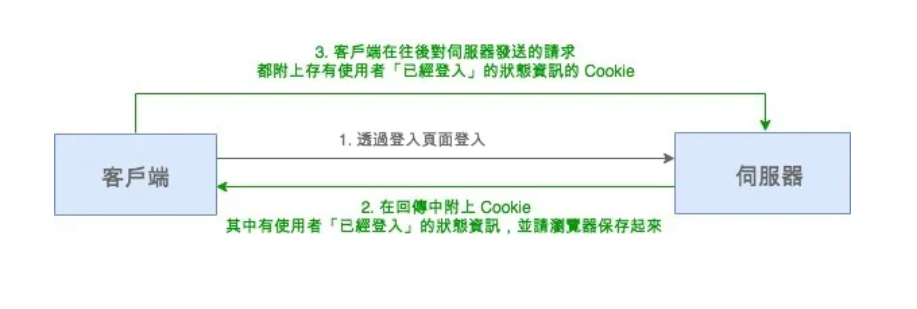 3. 客戶端在往後對伺服器發送的請求
都附上存有使用者「已經登入」的狀態資訊的 Cookie
1. 透過登入頁面登入
客戶端
伺服器
2. 在回傳中附上 Cookie
其中有使用者「已經登入」的狀態資訊，並請瀏覽器保存起來